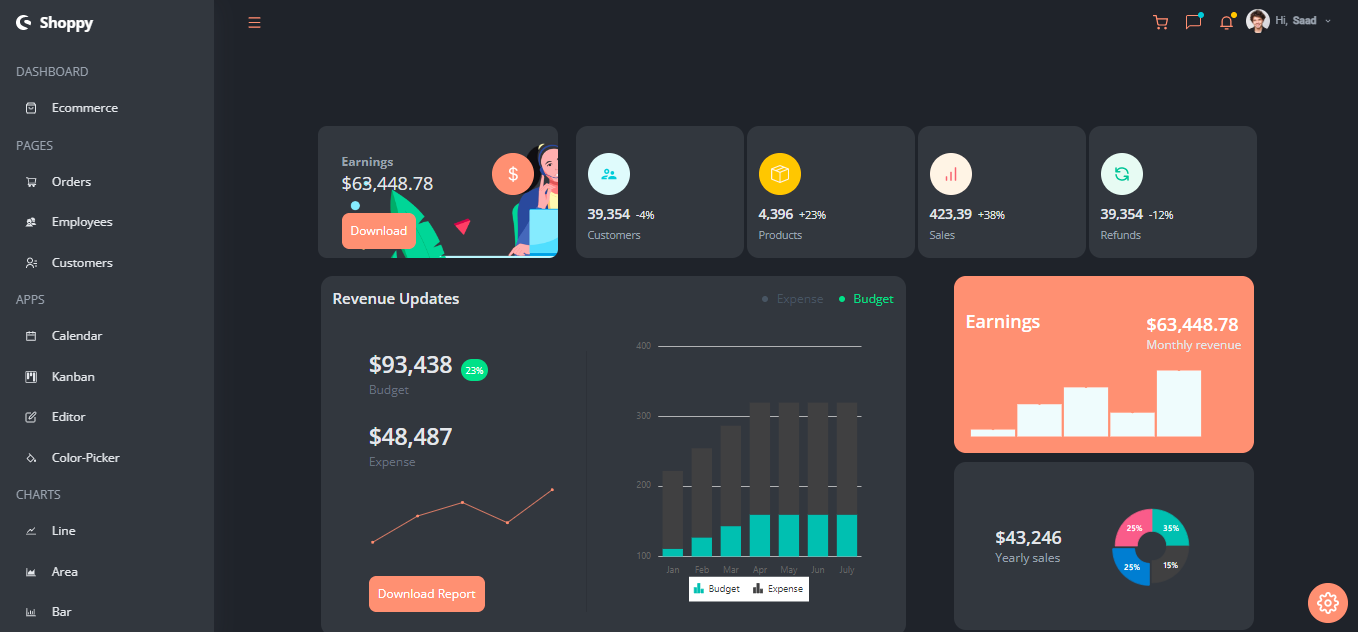 Shoppy
Hi, Saad
DASHBOARD
Ecommerce
PAGES
Orders
Employees
Customers
APPS
Calendar
Kanban
Editor
Color-Picker
CHARTS
Line
Area
Bar
Earnings
$63,448.78
$
Download
39,354 -4%
Customers
4,396 +23%
Products
423,39 +38%
Sales
39,354 -12%
Refunds
Revenue Updates
Expense
Budget
$93,438 23%
Budget
$48,487
Expense
Download Report
400
300
200
100
Jan Feb Mar Apr May Jun July
Budget Expense
Earnings
$63,448.78
Monthly revenue
$43,246
Yearly sales
25% 35%
25% 15%